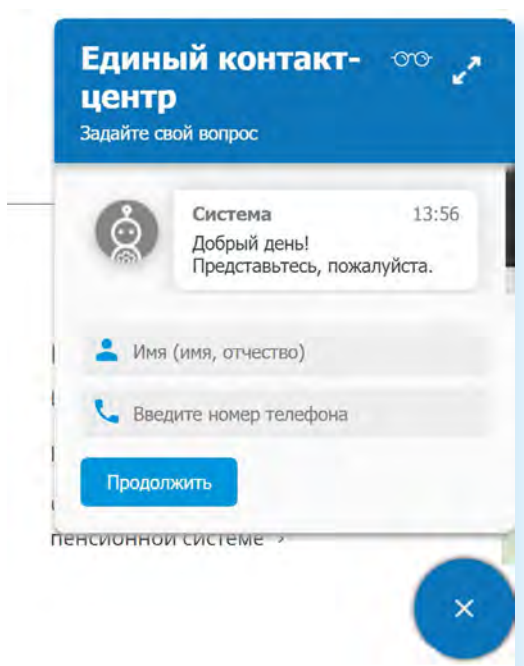 Единый контакт-
центр
Задайте свой вопрос
Система 13:56
Добрый день!
Представьтесь, пожалуйста.
Имя (имя, отчество)
Введите номер телефона
Продолжить
пенсионной системе ›